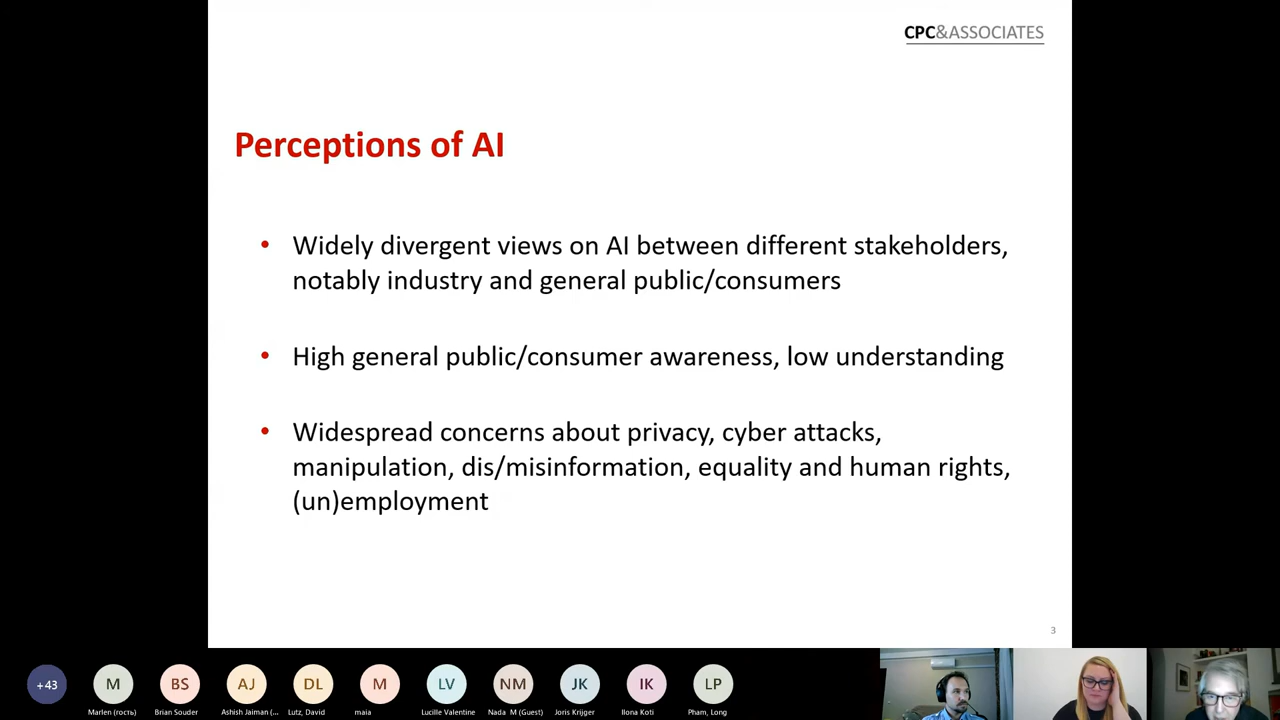 CPC&ASSOCIATES
Perceptions of AI
• Widely divergent views on AI between different stakeholders,
notably industry and general public/consumers
• High general public/consumer awareness, low understanding
• Widespread concerns about privacy, cyber attacks,
manipulation, dis/misinformation, equality and human rights,
(un)employment
3
+43
M
BS
AJ
DL
M
LV
NM
JK
IK
LP
Marlen (гость)
Brian Souder
Ashish Jaiman (...
Lutz, David
maia
Lucille Valentine
Nada M (Guest)
Joris Krijger
Ilona Koti
Pham, Long